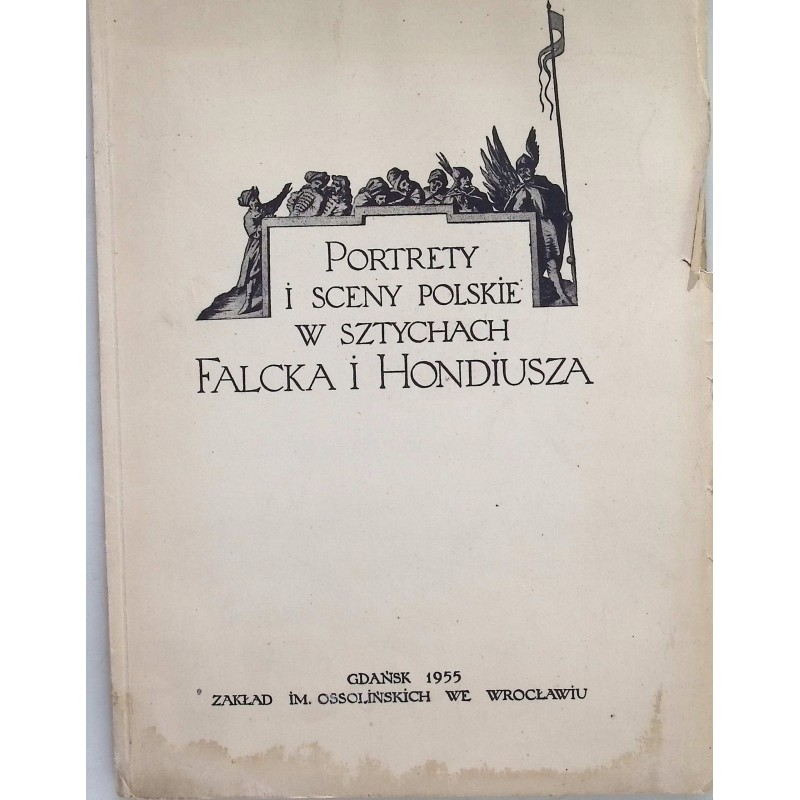 PORTRETY
I SCENY POLSKIE
W SZTYCHACH
FALCKA I HONDIUSZA
GDAŃSK 1955
ZAKŁAD IM. OSSOLIŃSKICH WE WROCŁAWIU